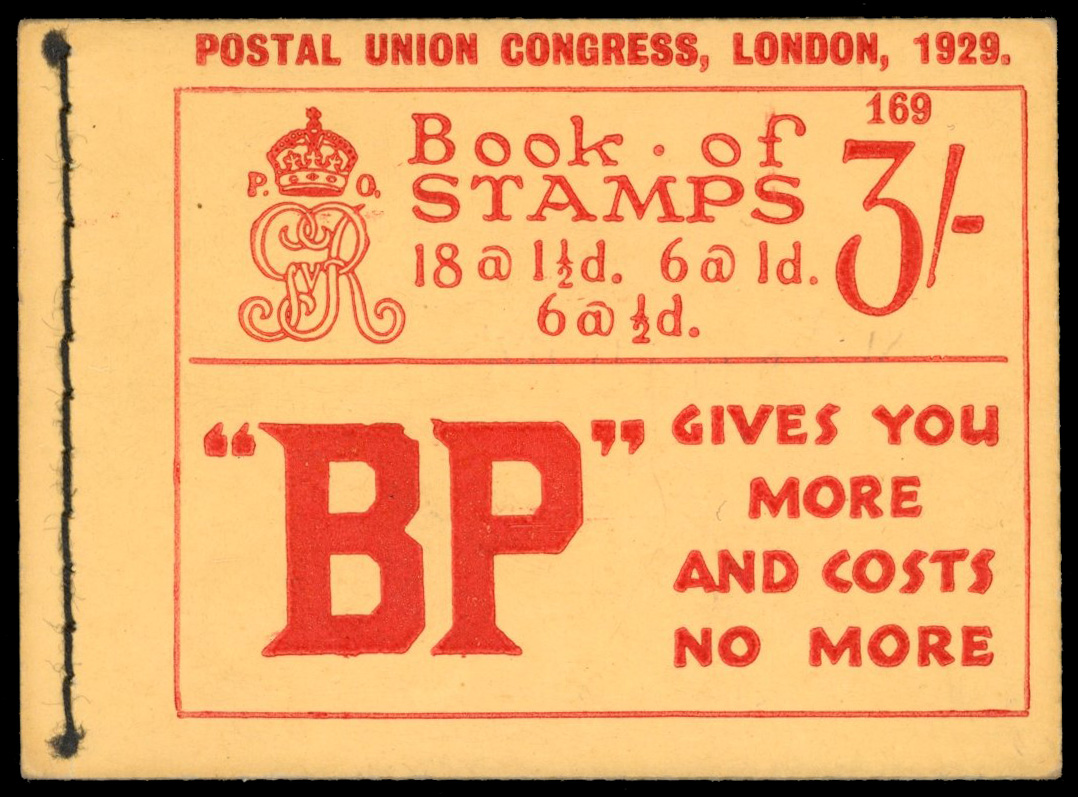 POSTAL UNION CONGRESS, LONDON, 1929.
169
P. O.
Book · of
STAMPS
3/-
18 @ 1½d. 6 @ 1d.
6 @ ½d.
"BP"
GIVES YOU
MORE
AND COSTS
NO MORE